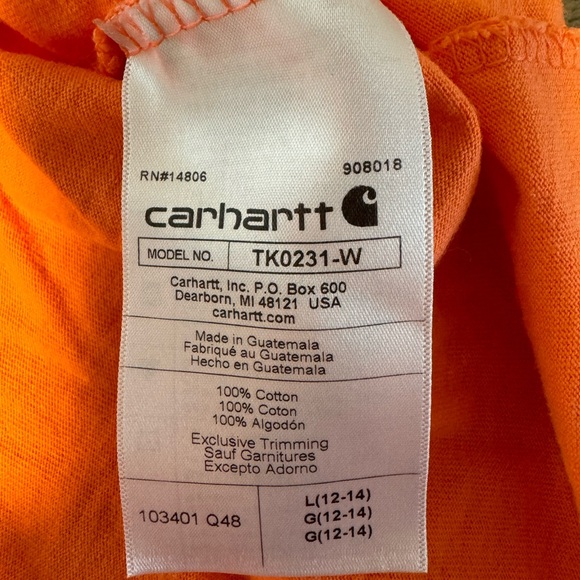 RN#14806 908018
carhartt
MODEL NO. TK0231-W
Carhartt, Inc. P.O. Box 600
Dearborn, MI 48121 USA
carhartt.com
Made in Guatemala
Fabriqué au Guatemala
Hecho en Guatemala
100% Cotton
100% Coton
100% Algodón
Exclusive Trimming
Sauf Garnitures
Excepto Adorno
103401 Q48
L(12-14)
G(12-14)
G(12-14)